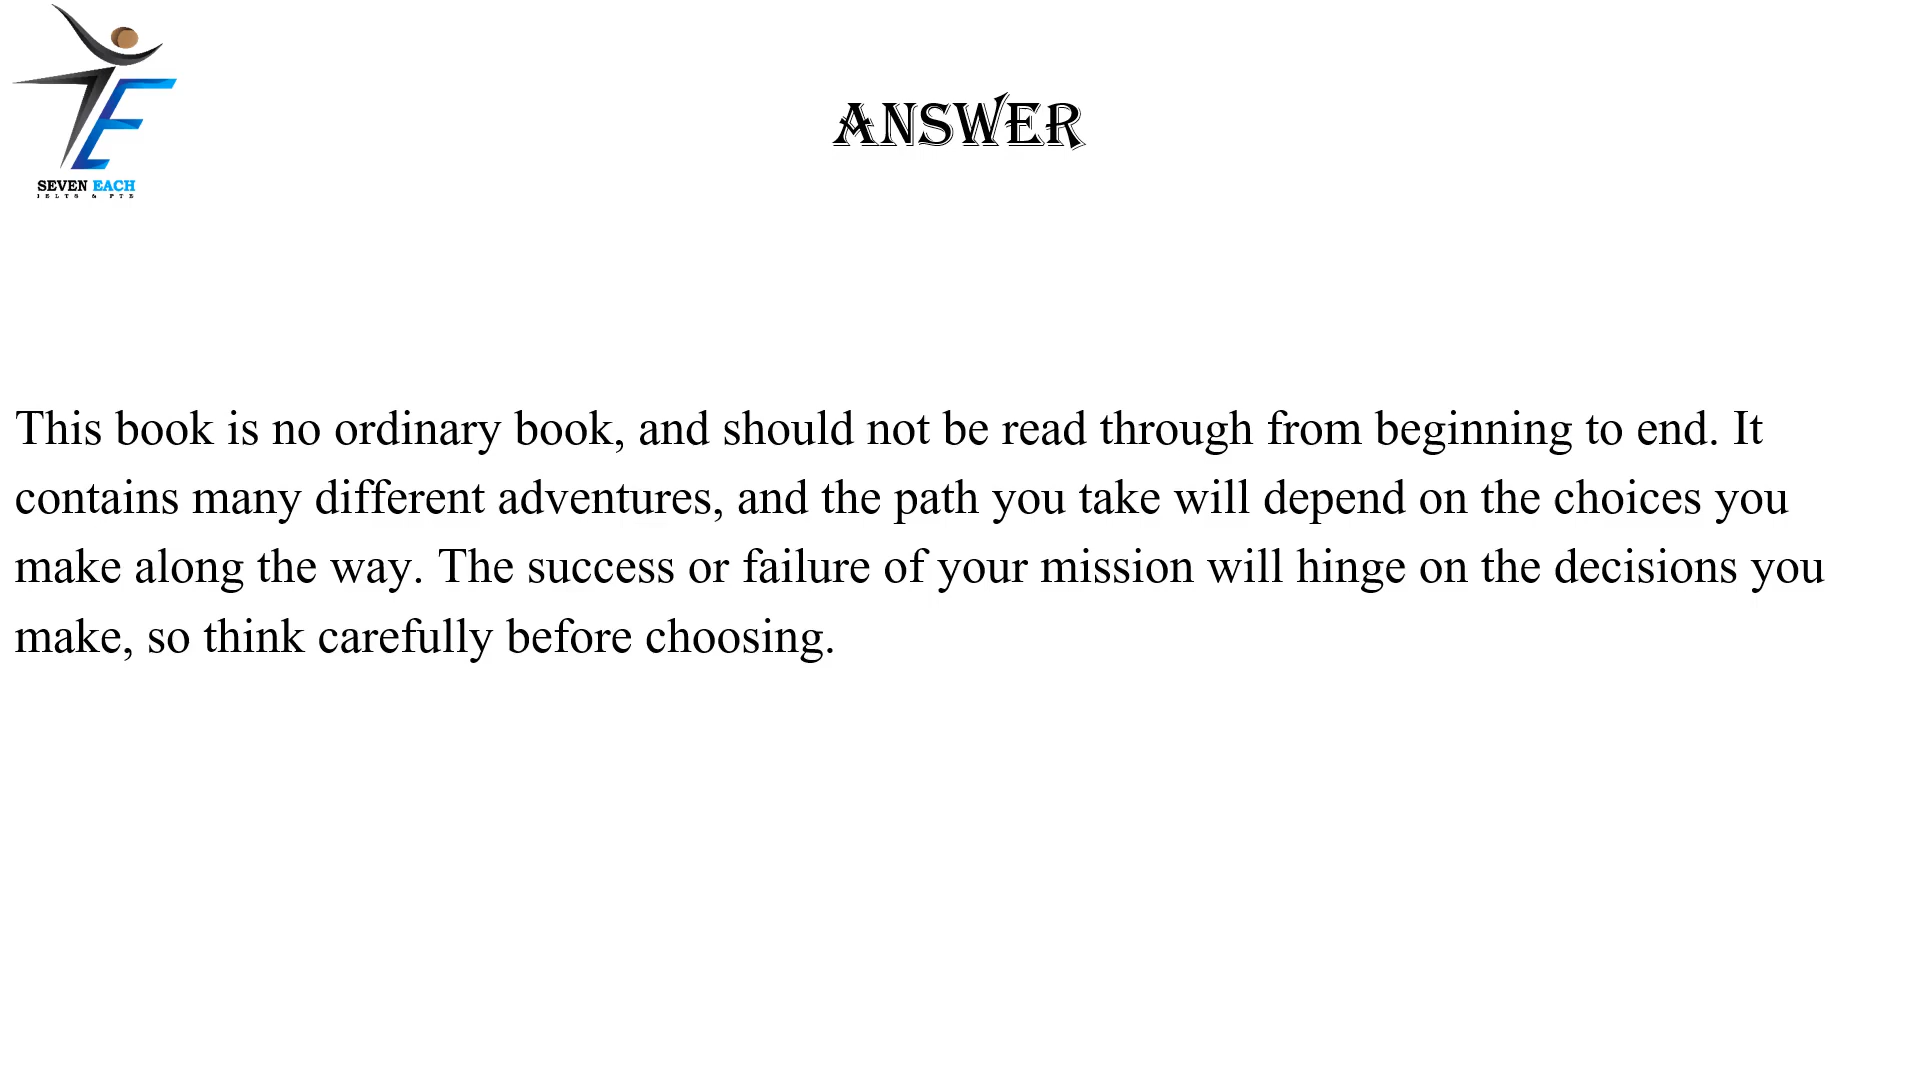 SEVEN EACH
IELTS & PTE
ANSWER
This book is no ordinary book, and should not be read through from beginning to end. It
contains many different adventures, and the path you take will depend on the choices you
make along the way. The success or failure of your mission will hinge on the decisions you
make, so think carefully before choosing.